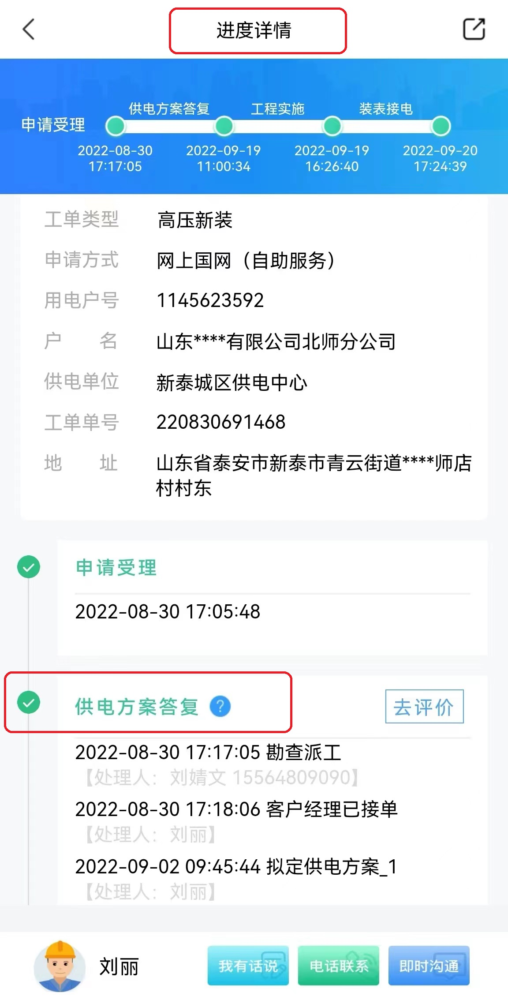 进度详情
申请受理
供电方案答复 工程实施 装表接电
2022-08-30 2022-09-19 2022-09-19 2022-09-20
17:17:05 11:00:34 16:26:40 17:24:39
工单类型 高压新装
申请方式 网上国网（自助服务）
用电户号 1145623592
户 名 山东****有限公司北师分公司
供电单位 新泰城区供电中心
工单单号 220830691468
地 址 山东省泰安市新泰市青云街道****师店
村村东
申请受理
2022-08-30 17:05:48
供电方案答复 ?
去评价
2022-08-30 17:17:05 勘查派工
【处理人：刘婧文 15564809090】
2022-08-30 17:18:06 客户经理已接单
【处理人：刘丽】
2022-09-02 09:45:44 拟定供电方案_1
【处理人：刘丽】
刘丽 我有话说 电话联系 即时沟通